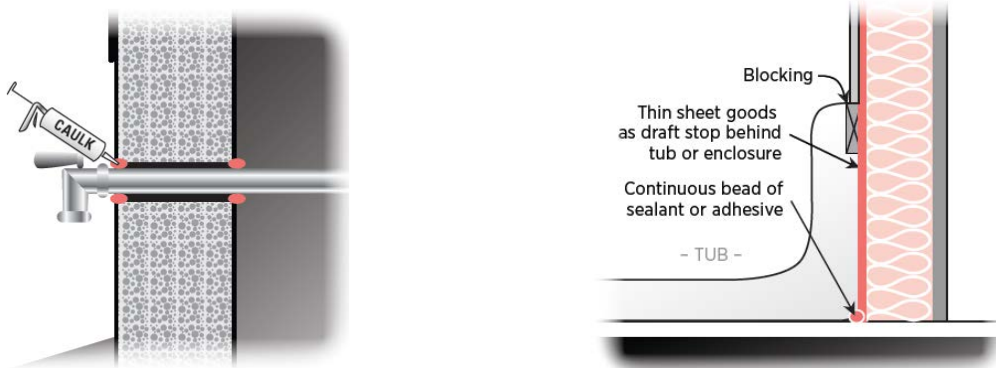 CAULK
Blocking
Thin sheet goods
as draft stop behind
tub or enclosure
Continuous bead of
sealant or adhesive
– TUB –